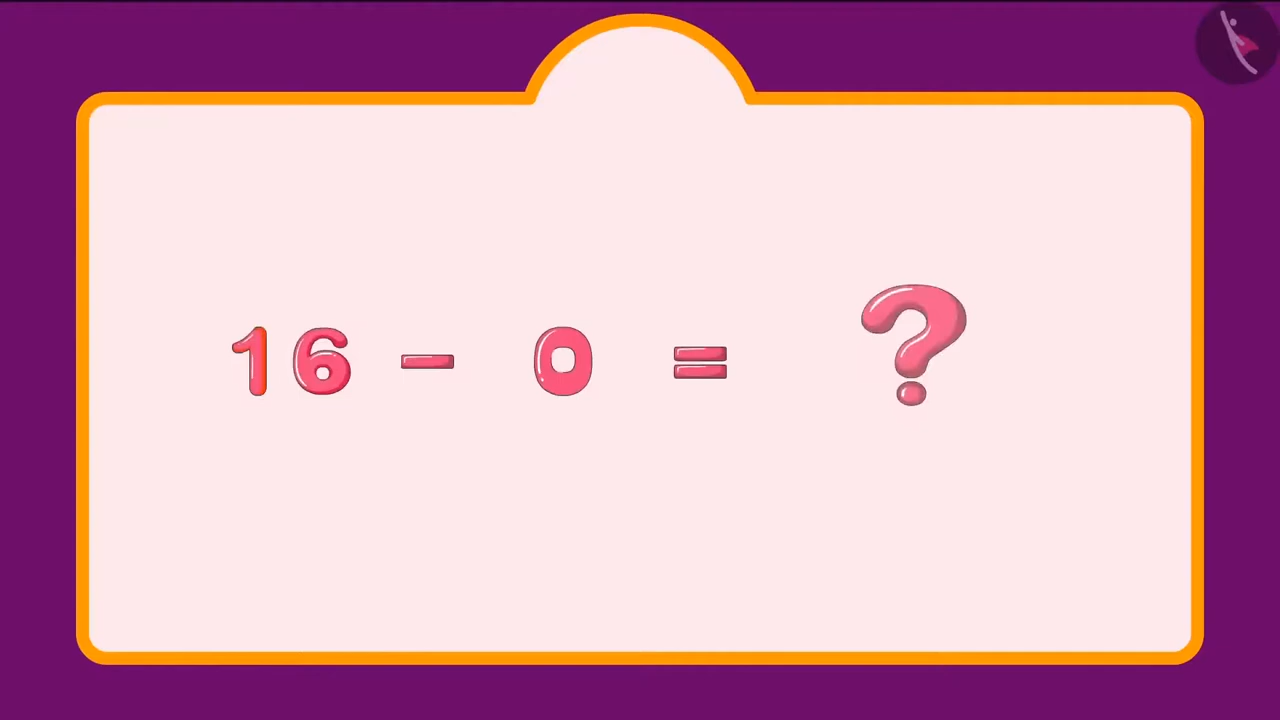 16 - 0 = ?